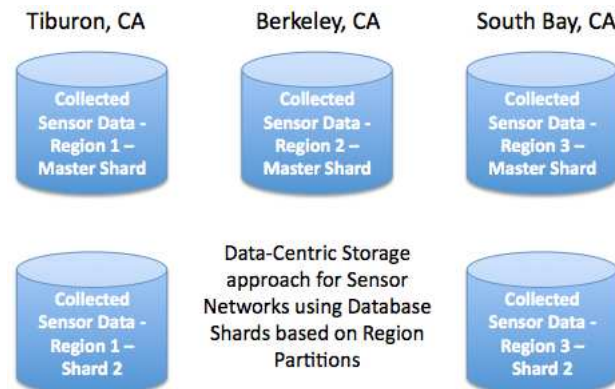 Tiburon, CA
Berkeley, CA
South Bay, CA
Collected
Sensor Data -
Region 1 –
Master Shard
Collected
Sensor Data -
Region 2 –
Master Shard
Collected
Sensor Data -
Region 3 –
Master Shard
Collected
Sensor Data -
Region 1 –
Shard 2
Data-Centric Storage
approach for Sensor
Networks using Database
Shards based on Region
Partitions
Collected
Sensor Data -
Region 3 –
Shard 2